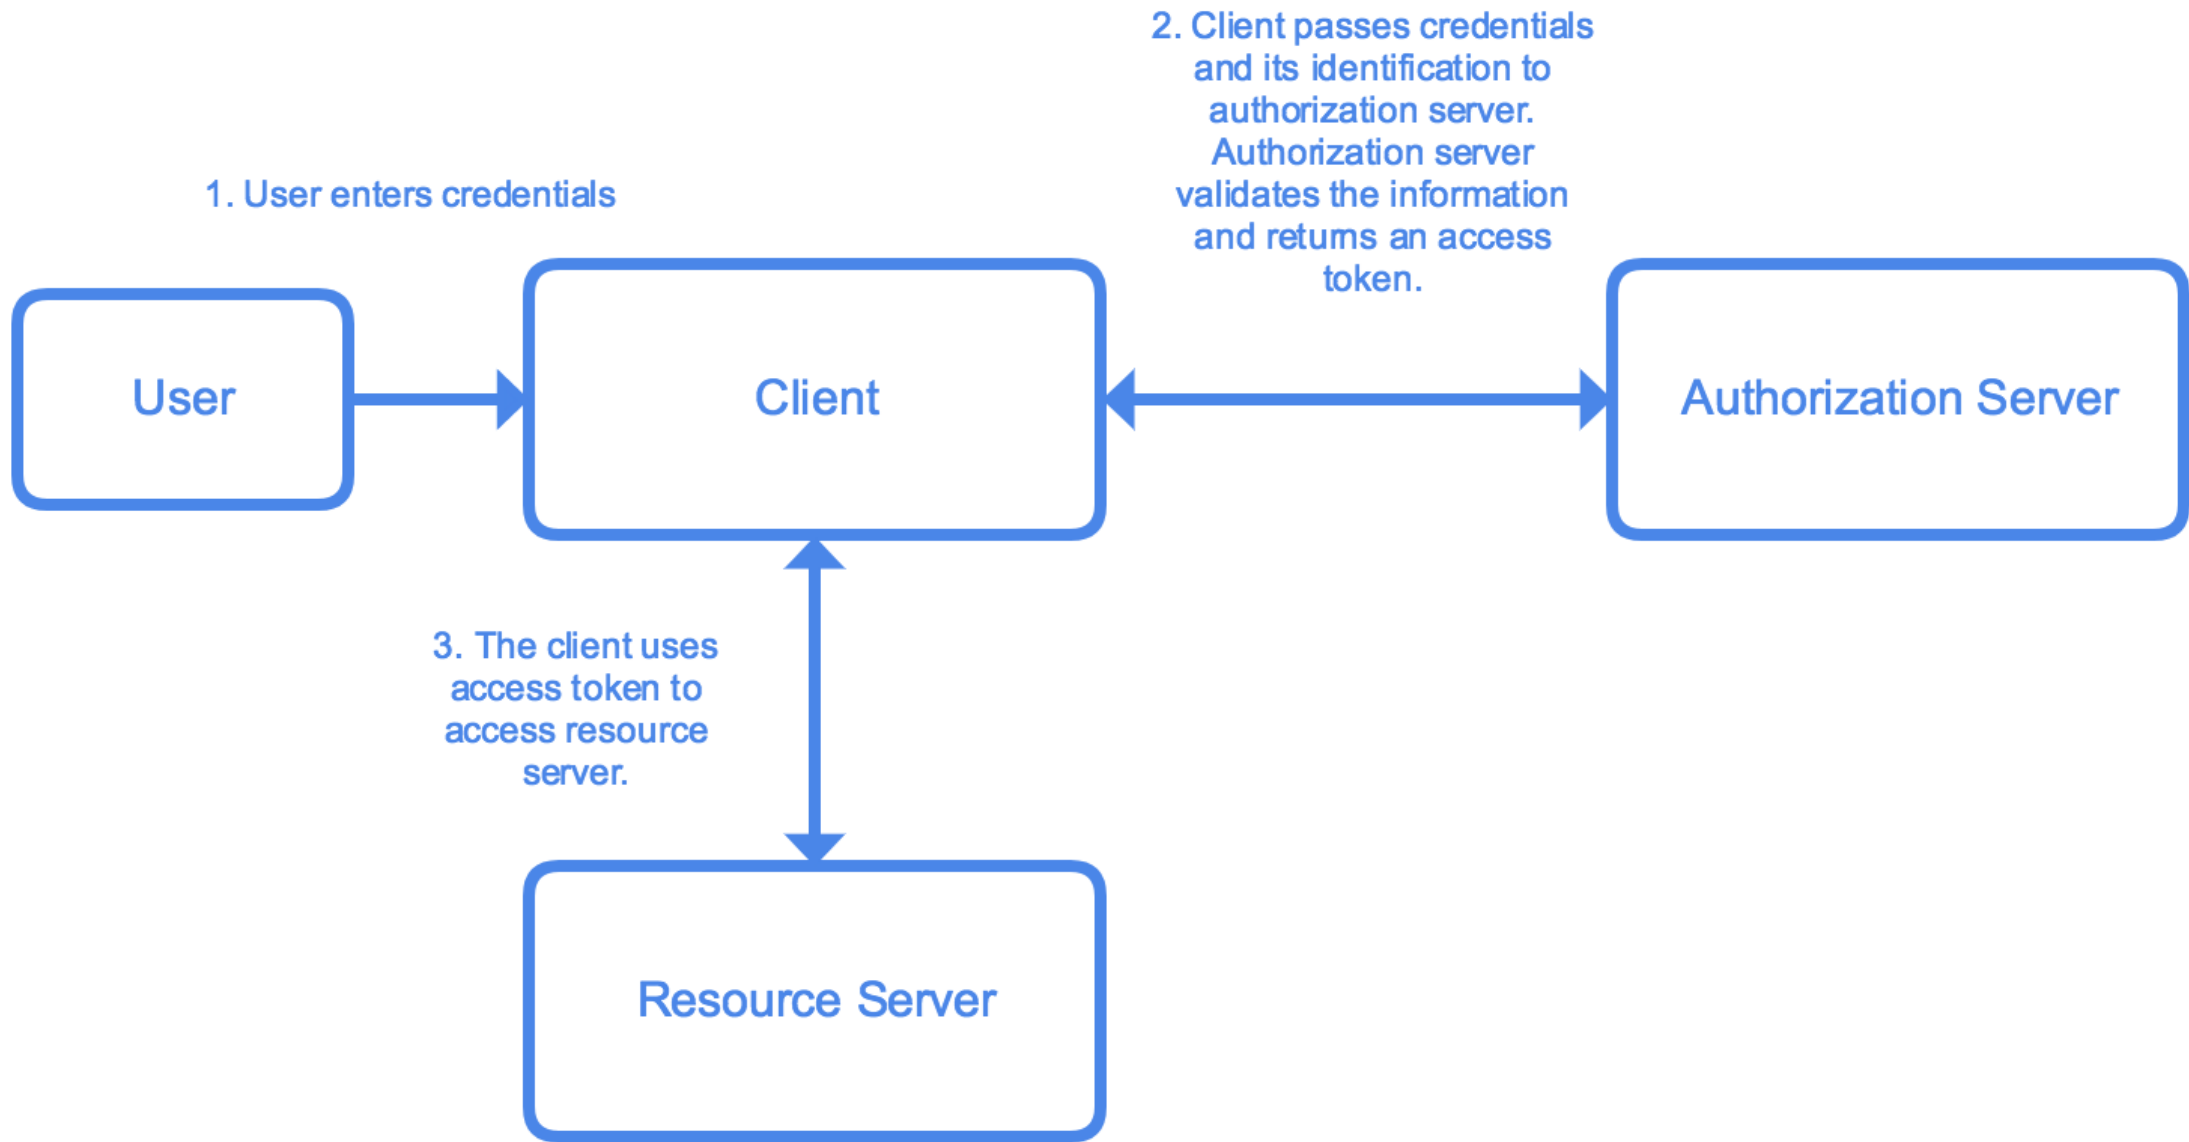 2. Client passes credentials
and its identification to
authorization server.
Authorization server
validates the information
and returns an access
token.
1. User enters credentials
User
Client
Authorization Server
3. The client uses
access token to
access resource
server.
Resource Server